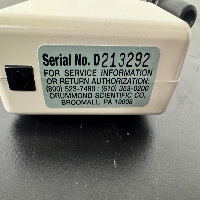 Serial No. D213292
FOR SERVICE INFORMATION
OR RETURN AUTHORIZATION:
(800) 523-7480 : (610) 353-0200
DRUMMOND SCIENTIFIC CO.
BROOMALL, PA 19008